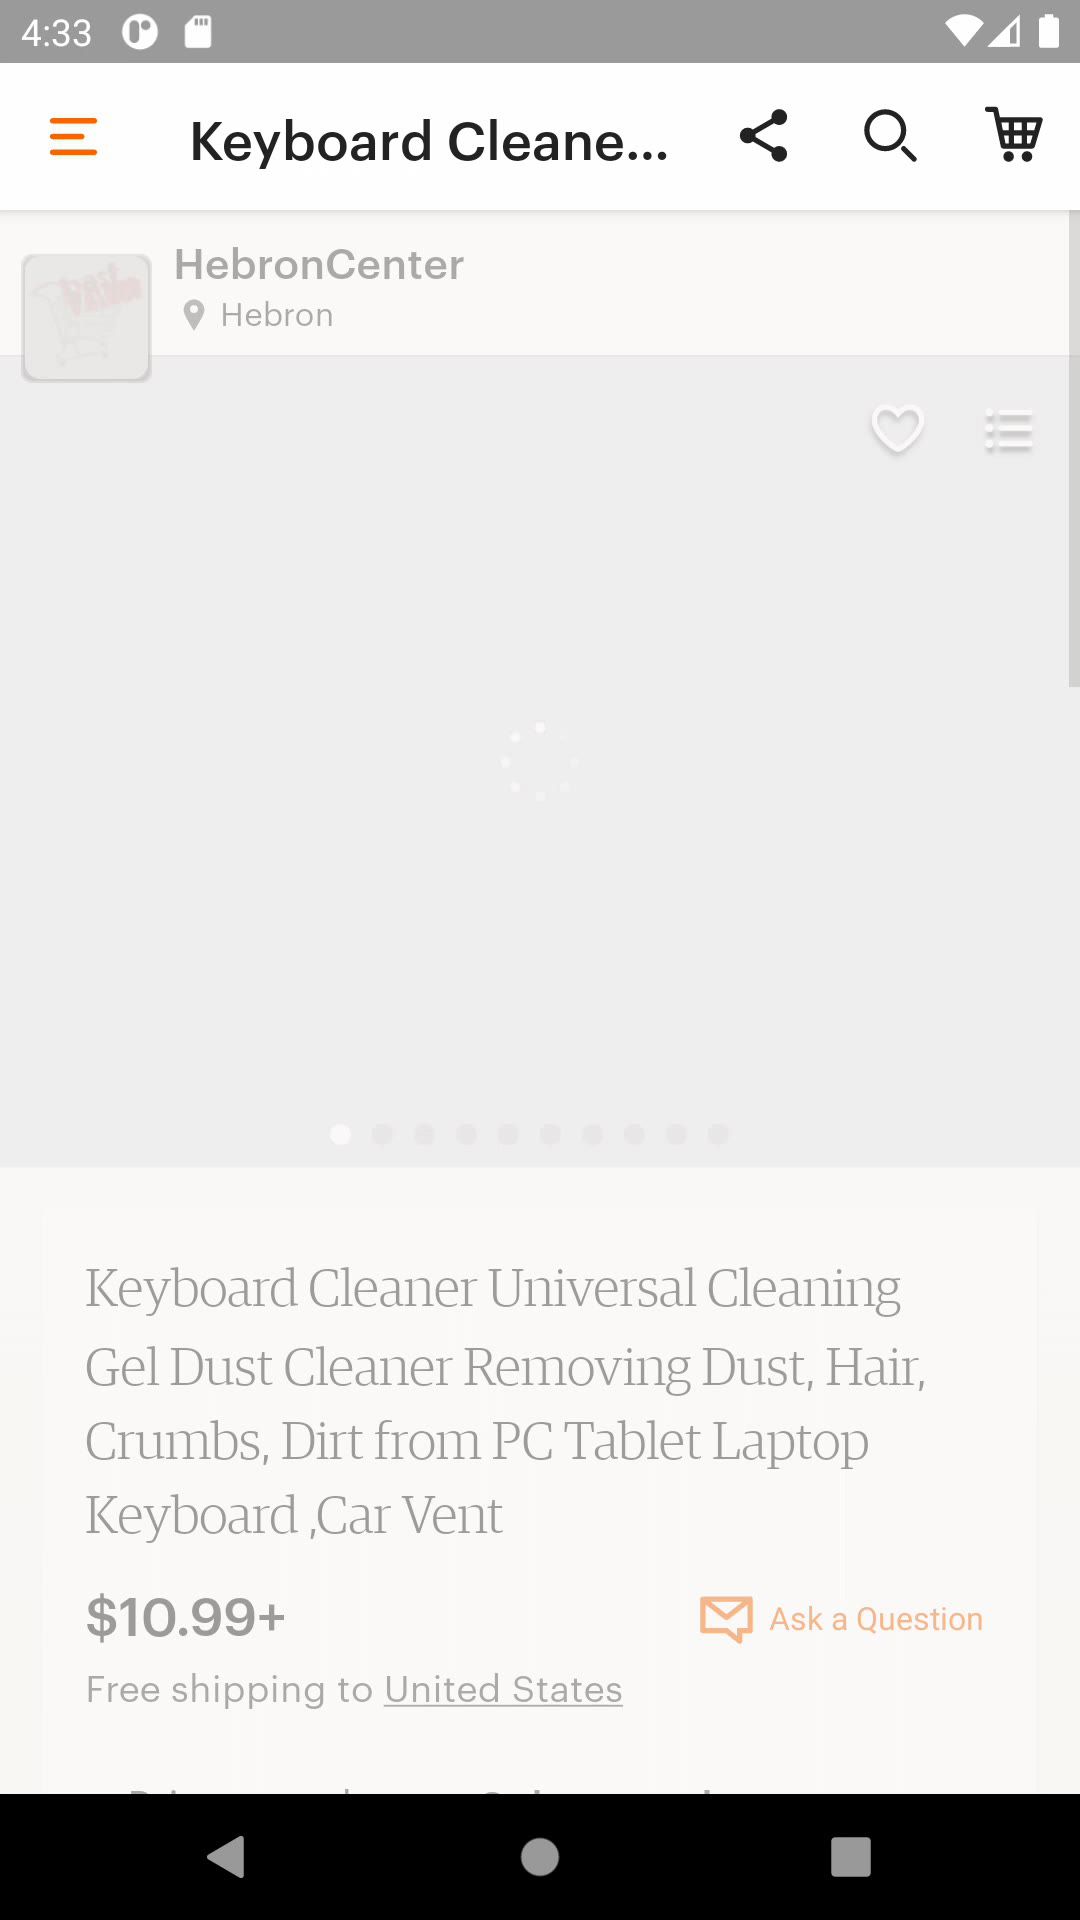 4:33
Keyboard Cleane...
HebronCenter
Hebron
Keyboard Cleaner Universal Cleaning
Gel Dust Cleaner Removing Dust, Hair,
Crumbs, Dirt from PC Tablet Laptop
Keyboard ,Car Vent
$10.99+
Ask a Question
Free shipping to United States